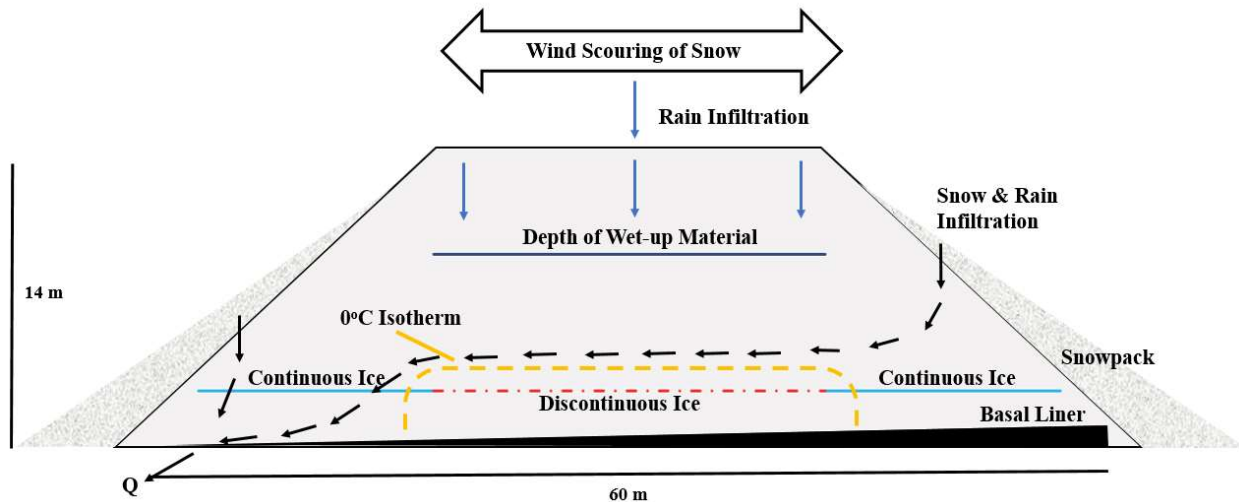 Wind Scouring of Snow
Rain Infiltration
Snow & Rain
Infiltration
Depth of Wet-up Material
14 m
0°C Isotherm
Snowpack
Continuous Ice
Continuous Ice
Discontinuous Ice
Basal Liner
Q
60 m